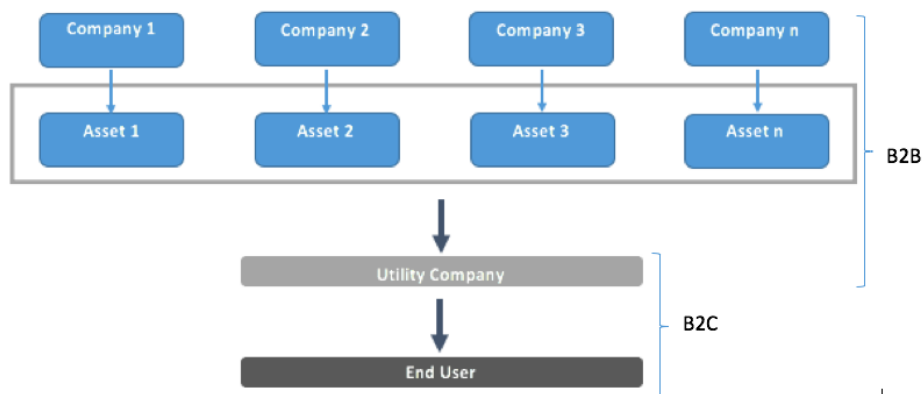 Company 1
Company 2
Company 3
Company n
Asset 1
Asset 2
Asset 3
Asset n
B2B
Utility Company
B2C
End User